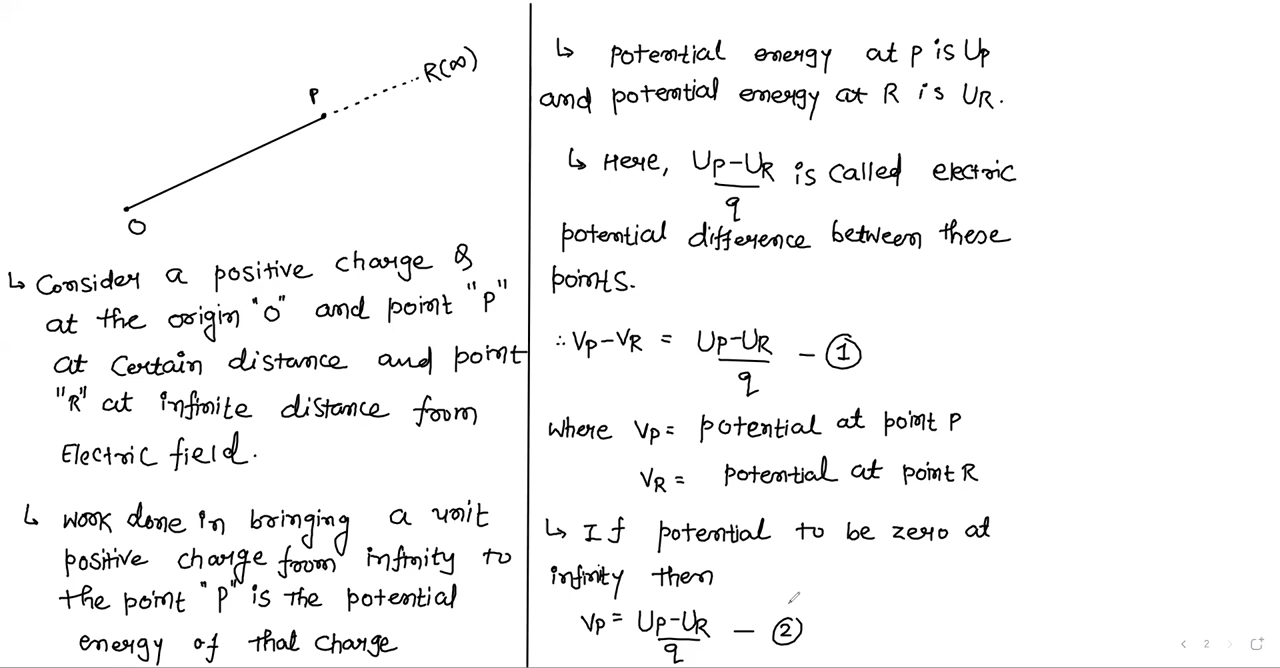 P
R(∞)
O
↳ Consider a positive charge Q
at the origin "O" and point "P"
at certain distance and point
"R" at infinite distance from
Electric field.
↳ work done in bringing a unit
positive charge from infinity to
the point "P" is the potential
energy of that charge
↳ potential energy at P is UP
and potential energy at R is UR.
↳ Here, UP-UR/q is called electric
potential difference between these
points.
∴ VP-VR = UP-UR/q - ①
where VP = potential at point P
VR = potential at point R
↳ If potential to be zero at
infinity then
VP = UP-UR/q - ②
2